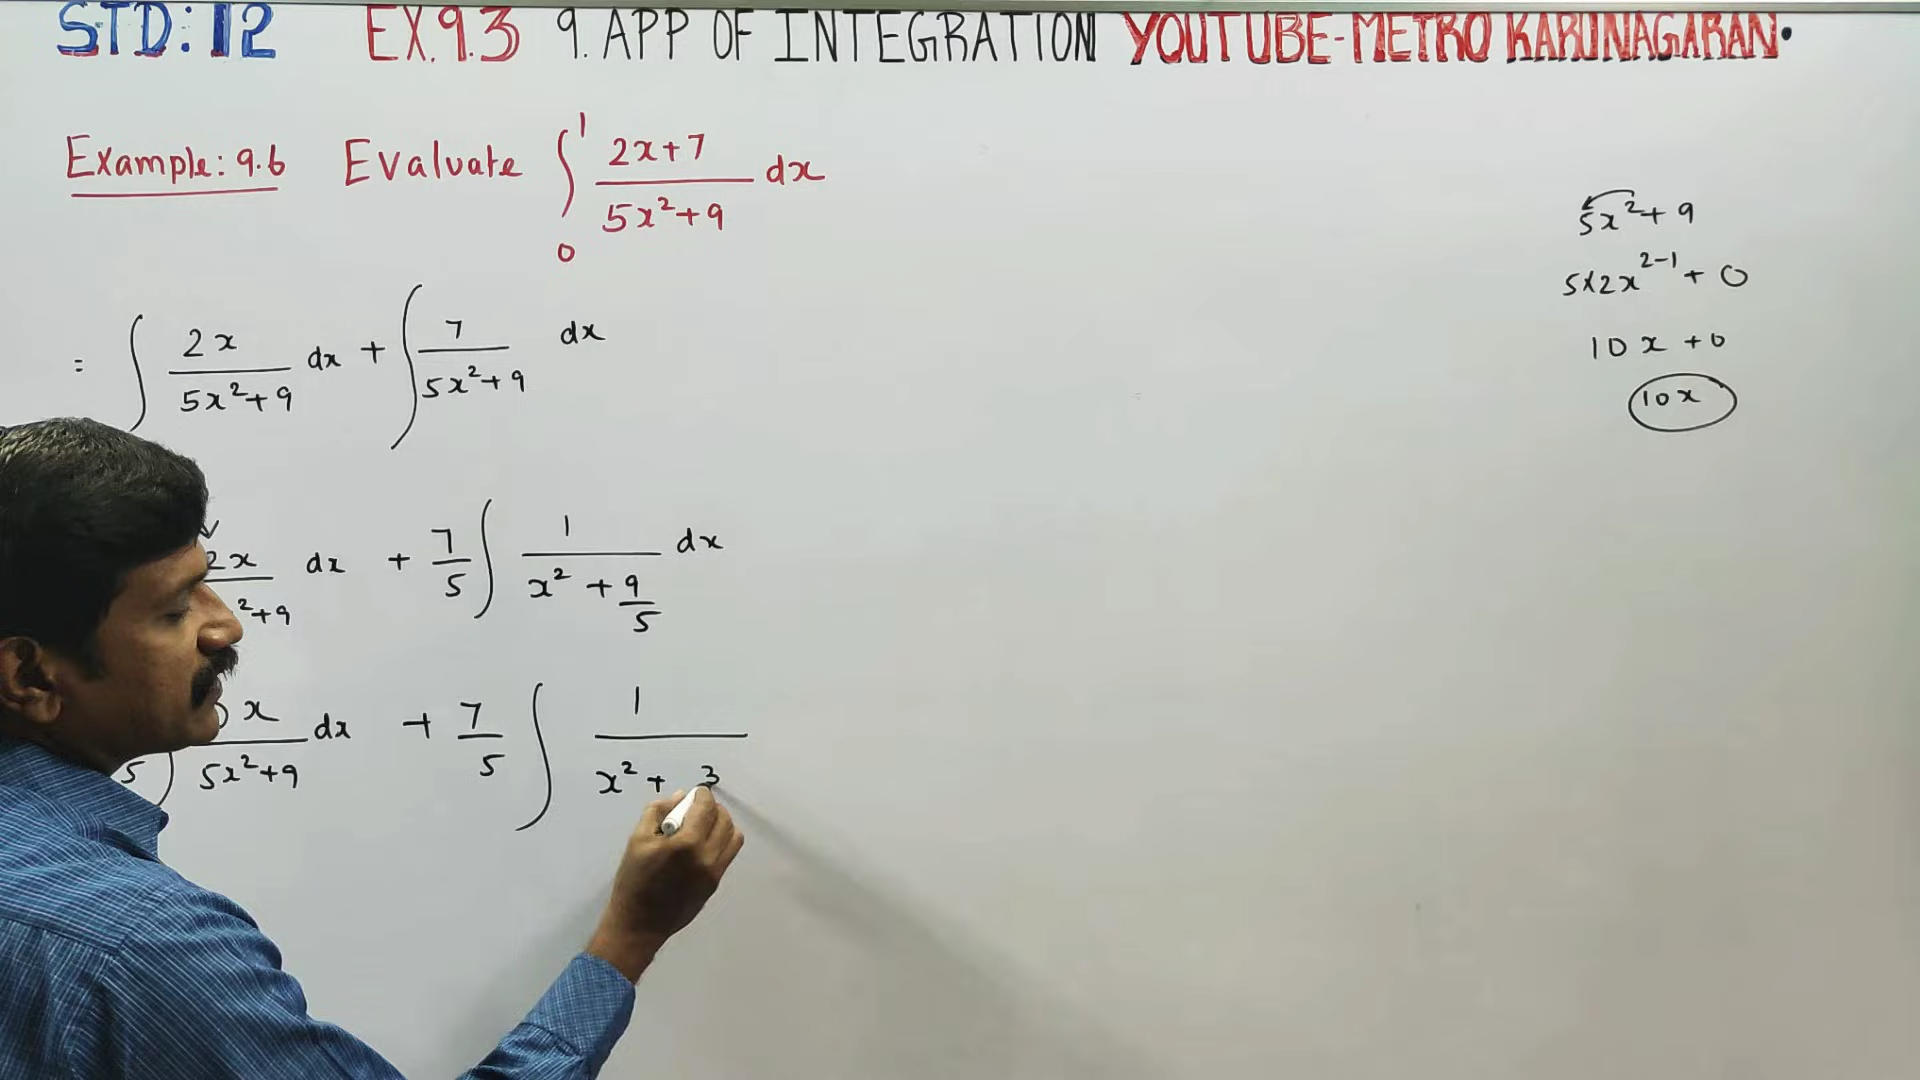 STD: 12 EX.9.3 9. APP OF INTEGRATION YOUTUBE-METRO KARUNAGARAN.
Example: 9.6 Evaluate ∫₀¹ (2x+7)/(5x²+9) dx
= ∫ 2x/(5x²+9) dx + ∫ 7/(5x²+9) dx
2x/ ²+9 dx + 7/5 ∫ 1/(x² + 9/5) dx
5 ) x/(5x²+9) dx + 7/5 ∫ 1/(x² + 3
5x²+9
5x2x²⁻¹ + 0
10x +0
10x